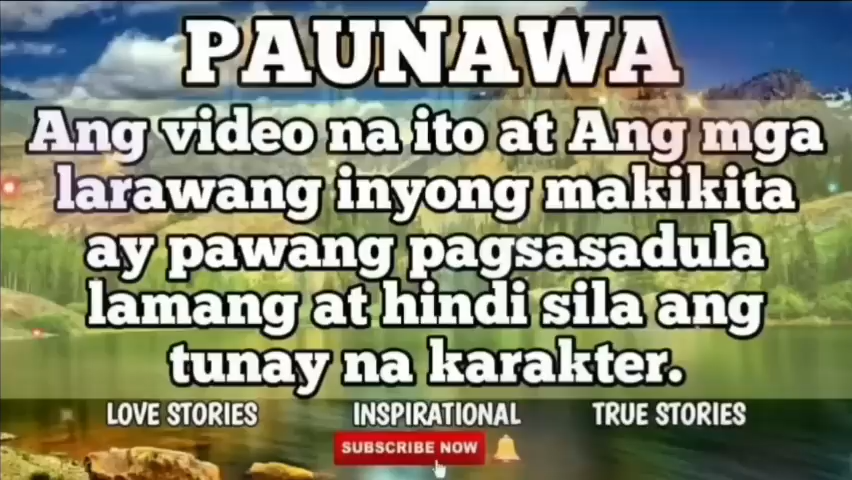 PAUNAWA
Ang video na ito at Ang mga
larawang inyong makikita
ay pawang pagsasadula
lamang at hindi sila ang
tunay na karakter.
LOVE STORIES INSPIRATIONAL TRUE STORIES
SUBSCRIBE NOW